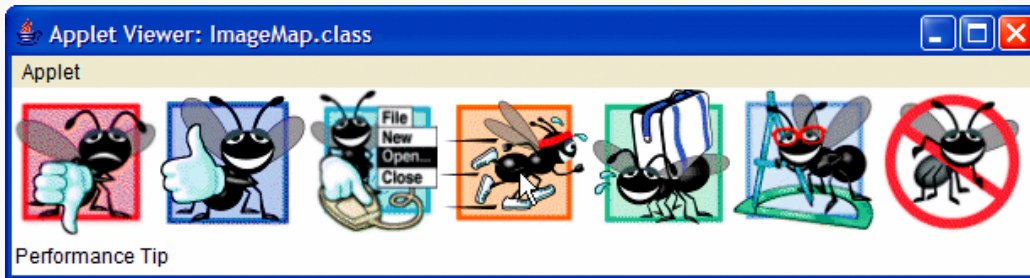 Applet Viewer: ImageMap.class
Applet
File
New
Open...
Close
Performance Tip